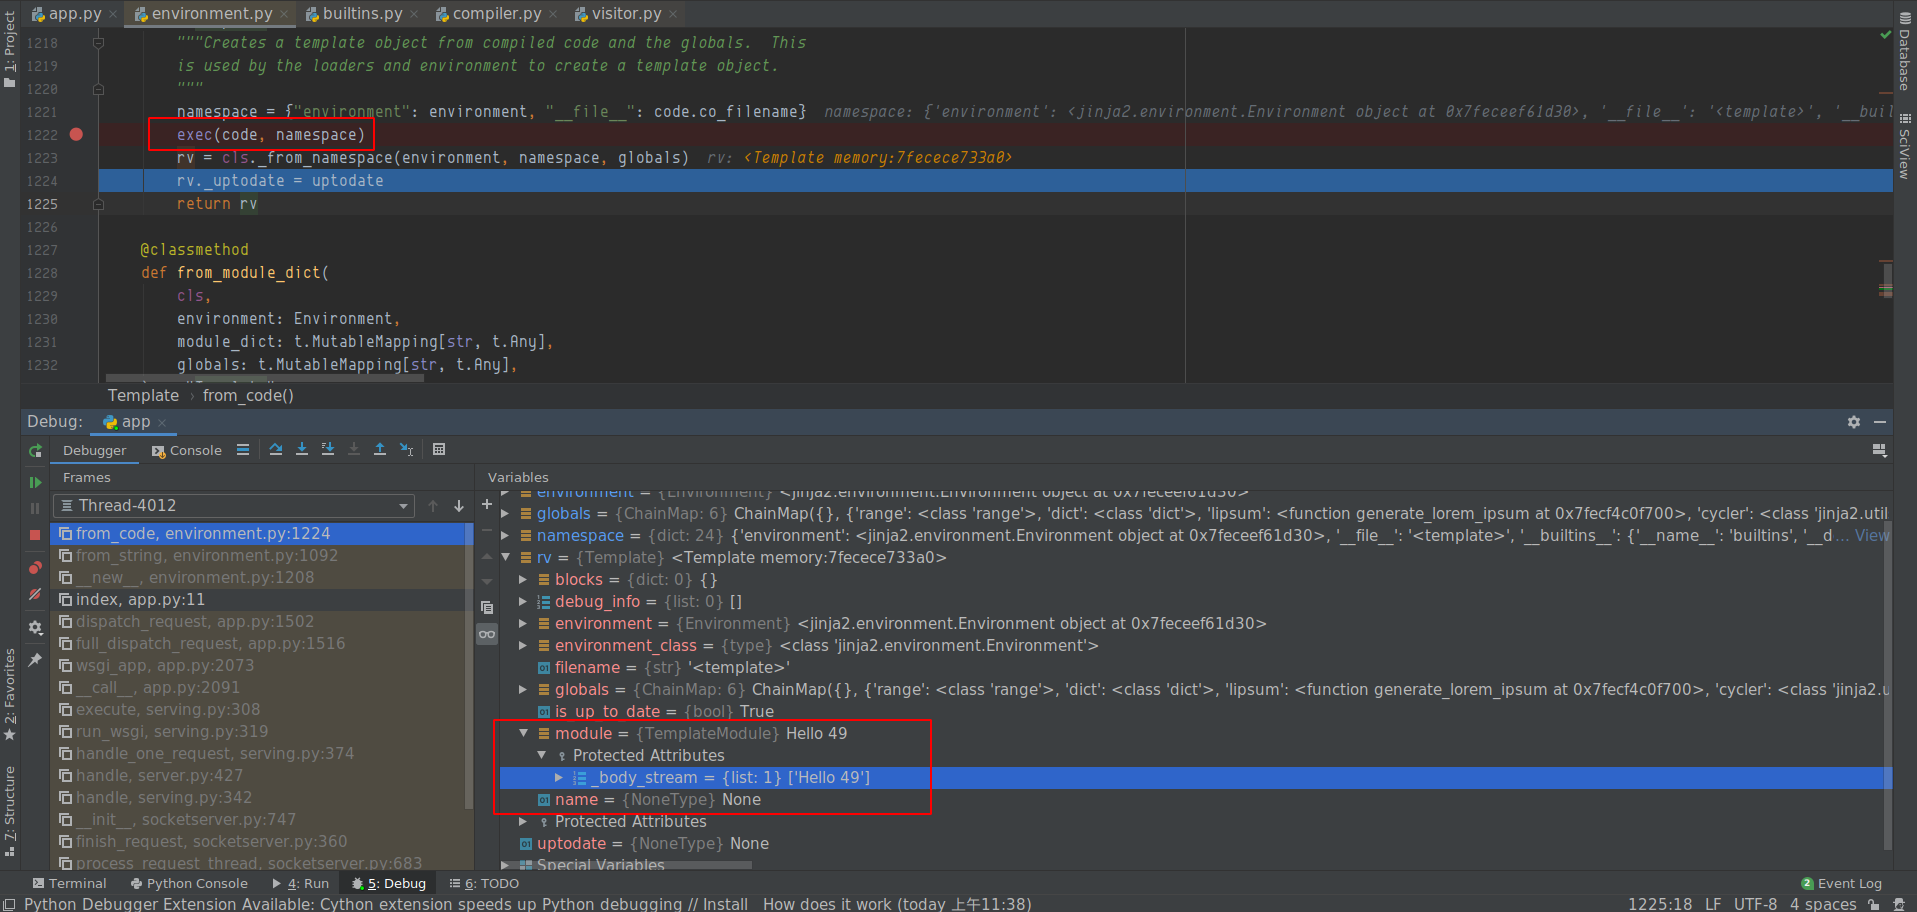 app.py
environment.py
builtins.py
compiler.py
visitor.py
1: Project
Database
SciView
1218 """Creates a template object from compiled code and the globals.  This
1219 is used by the loaders and environment to create a template object.
1220 """
1221 namespace = {"environment": environment, "__file__": code.co_filename} namespace: {'environment': <jinja2.environment.Environment object at 0x7feceef61d30>, '__file__': '<template>', '__buil
1222 exec(code, namespace)
1223 rv = cls._from_namespace(environment, namespace, globals) rv: <Template memory:7fecece733a0>
1224 rv._uptodate = uptodate
1225 return rv
1226
1227 @classmethod
1228 def from_module_dict(
1229 cls,
1230 environment: Environment,
1231 module_dict: t.MutableMapping[str, t.Any],
1232 globals: t.MutableMapping[str, t.Any],
Template › from_code()
Debug: app
Debugger Console
Frames
Thread-4012
from_code, environment.py:1224
from_string, environment.py:1092
__new__, environment.py:1208
index, app.py:11
dispatch_request, app.py:1502
full_dispatch_request, app.py:1516
wsgi_app, app.py:2073
__call__, app.py:2091
execute, serving.py:308
run_wsgi, serving.py:319
handle_one_request, serving.py:374
handle, server.py:427
handle, serving.py:342
__init__, socketserver.py:747
finish_request, socketserver.py:360
process_request_thread, socketserver.py:683
Variables
environment = {Environment} <jinja2.environment.Environment object at 0x7feceef61d30>
globals = {ChainMap: 6} ChainMap({}, {'range': <class 'range'>, 'dict': <class 'dict'>, 'lipsum': <function generate_lorem_ipsum at 0x7fecf4c0f700>, 'cycler': <class 'jinja2.util
namespace = {dict: 24} {'environment': <jinja2.environment.Environment object at 0x7feceef61d30>, '__file__': '<template>', '__builtins__': {'__name__': 'builtins', '__d... View
rv = {Template} <Template memory:7fecece733a0>
blocks = {dict: 0} {}
debug_info = {list: 0} []
environment = {Environment} <jinja2.environment.Environment object at 0x7feceef61d30>
environment_class = {type} <class 'jinja2.environment.Environment'>
filename = {str} '<template>'
globals = {ChainMap: 6} ChainMap({}, {'range': <class 'range'>, 'dict': <class 'dict'>, 'lipsum': <function generate_lorem_ipsum at 0x7fecf4c0f700>, 'cycler': <class 'jinja2.u
is_up_to_date = {bool} True
module = {TemplateModule} Hello 49
Protected Attributes
_body_stream = {list: 1} ['Hello 49']
name = {NoneType} None
Protected Attributes
uptodate = {NoneType} None
Special Variables
2: Favorites
7: Structure
Terminal Python Console 4: Run 5: Debug 6: TODO 2 Event Log
Python Debugger Extension Available: Cython extension speeds up Python debugging // Install How does it work (today 上午11:38) 1225:18 LF UTF-8 4 spaces